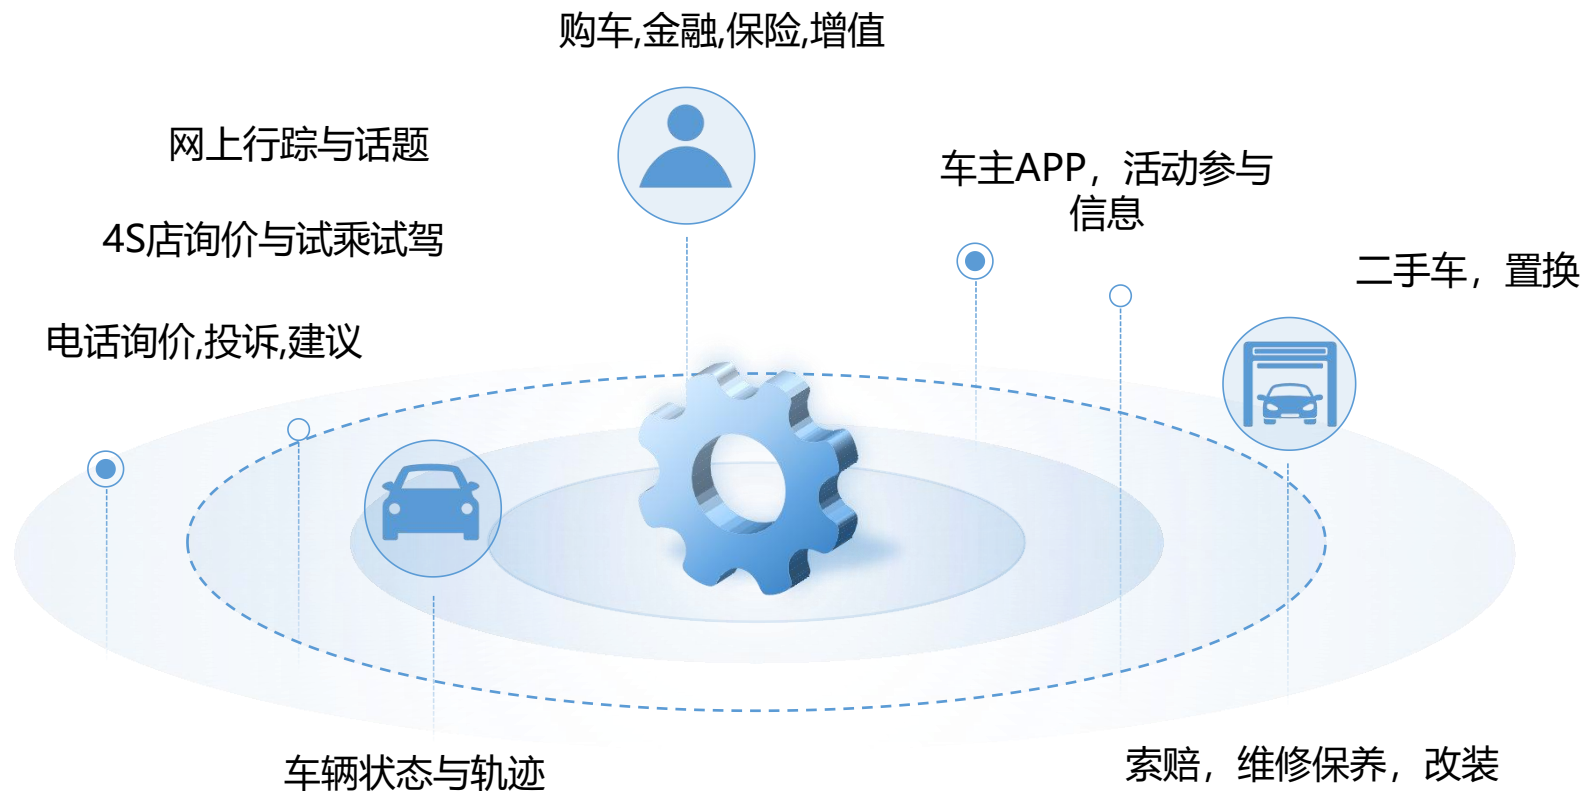 购车,金融,保险,增值
网上行踪与话题
车主APP，活动参与
信息
4S店询价与试乘试驾
二手车，置换
电话询价,投诉,建议
车辆状态与轨迹
索赔，维修保养，改装